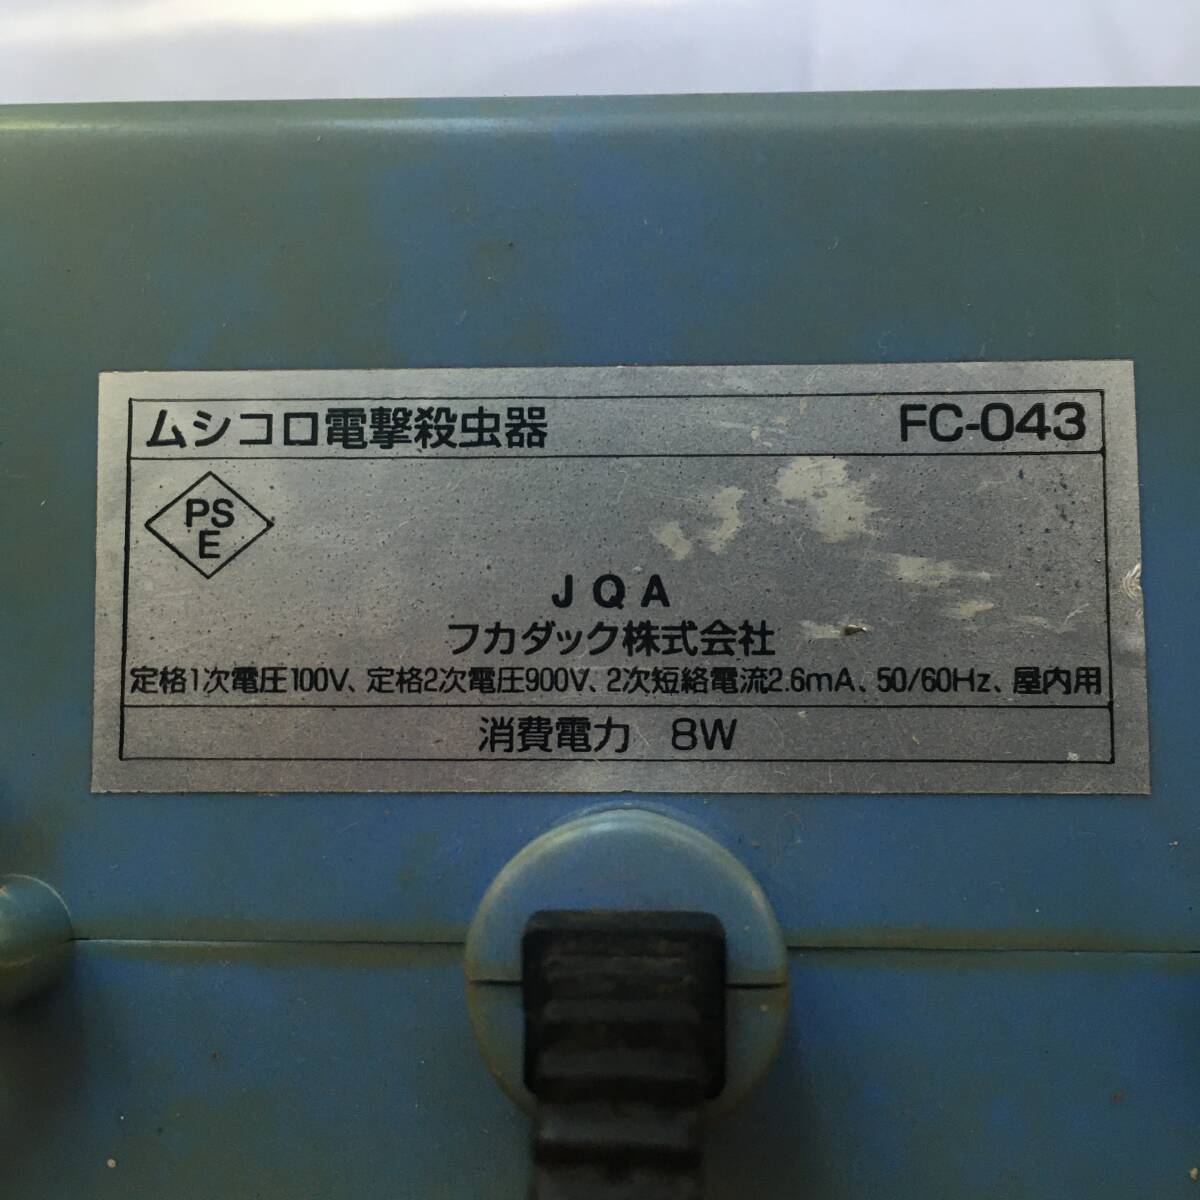 ムシコロ電撃殺虫器 FC-043
PS
E
JQA
フカダック株式会社
定格1次電圧100V、定格2次電圧900V、2次短絡電流2.6mA、50/60Hz、屋内用
消費電力 8W